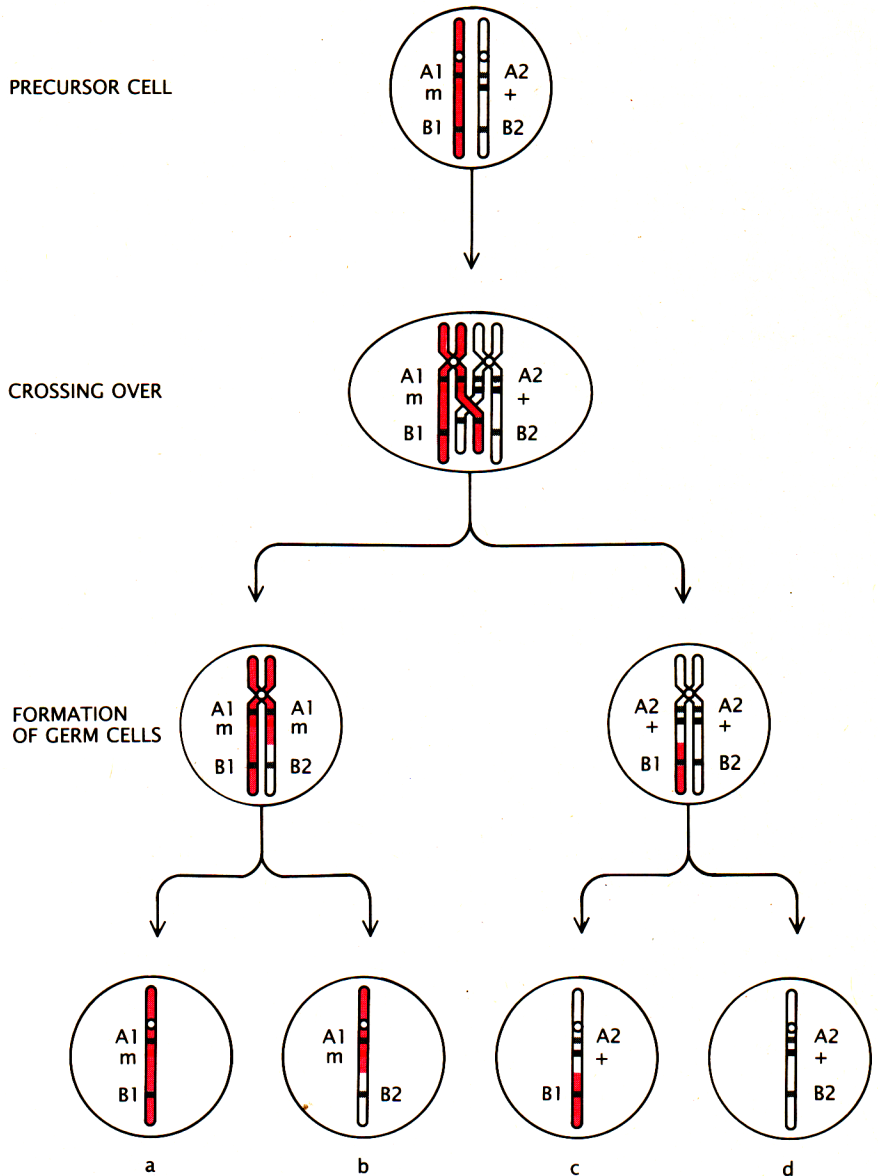 PRECURSOR CELL
A1 A2
m +
B1 B2
CROSSING OVER
A1 A2
m +
B1 B2
FORMATION
OF GERM CELLS
A1 A1
m m
B1 B2
A2 A2
+ +
B1 B2
A1
m
B1
A1
m
B2
A2
+
B1
A2
+
B2
a b c d